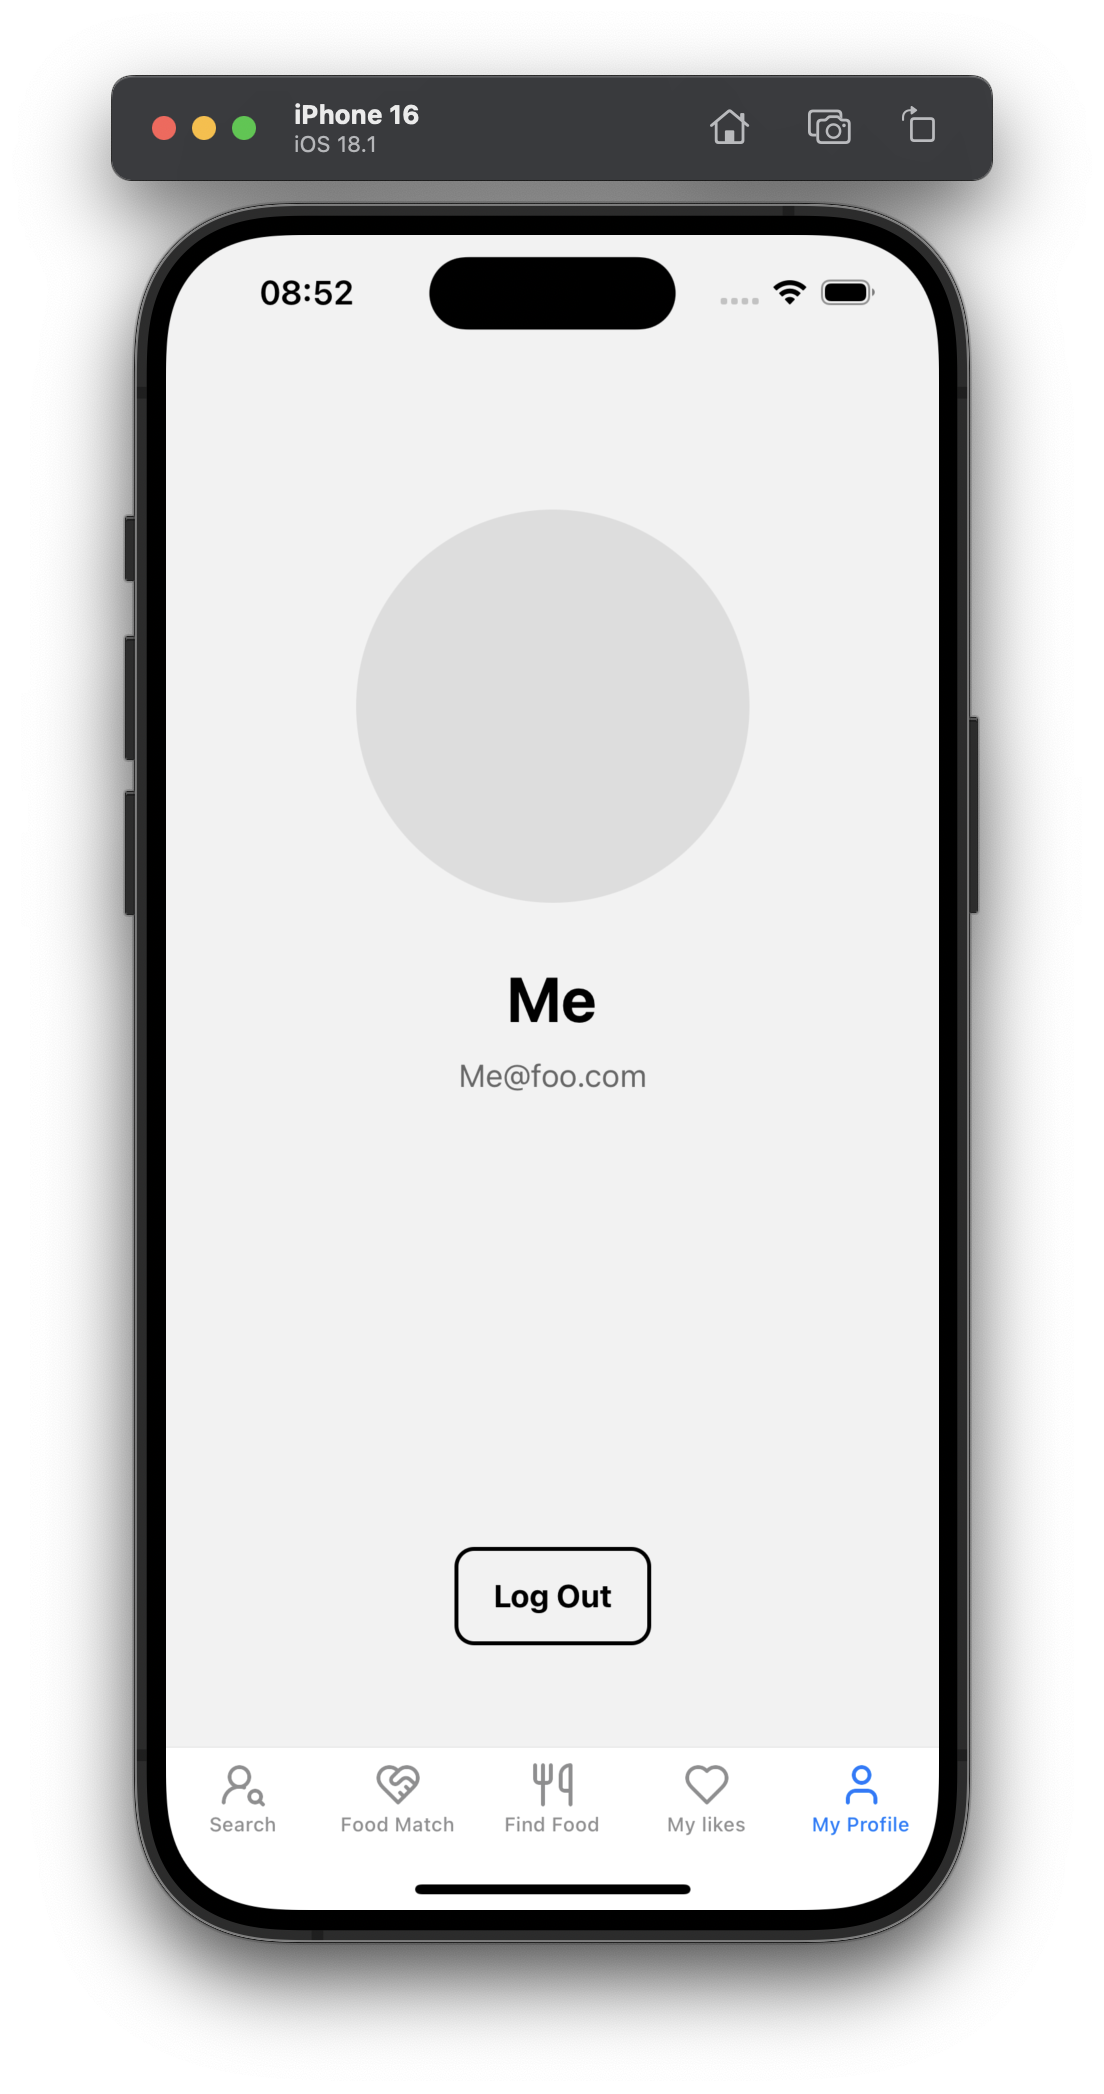 iPhone 16
iOS 18.1
08:52
Me
Me@foo.com
Log Out
Search
Food Match
Find Food
My likes
My Profile